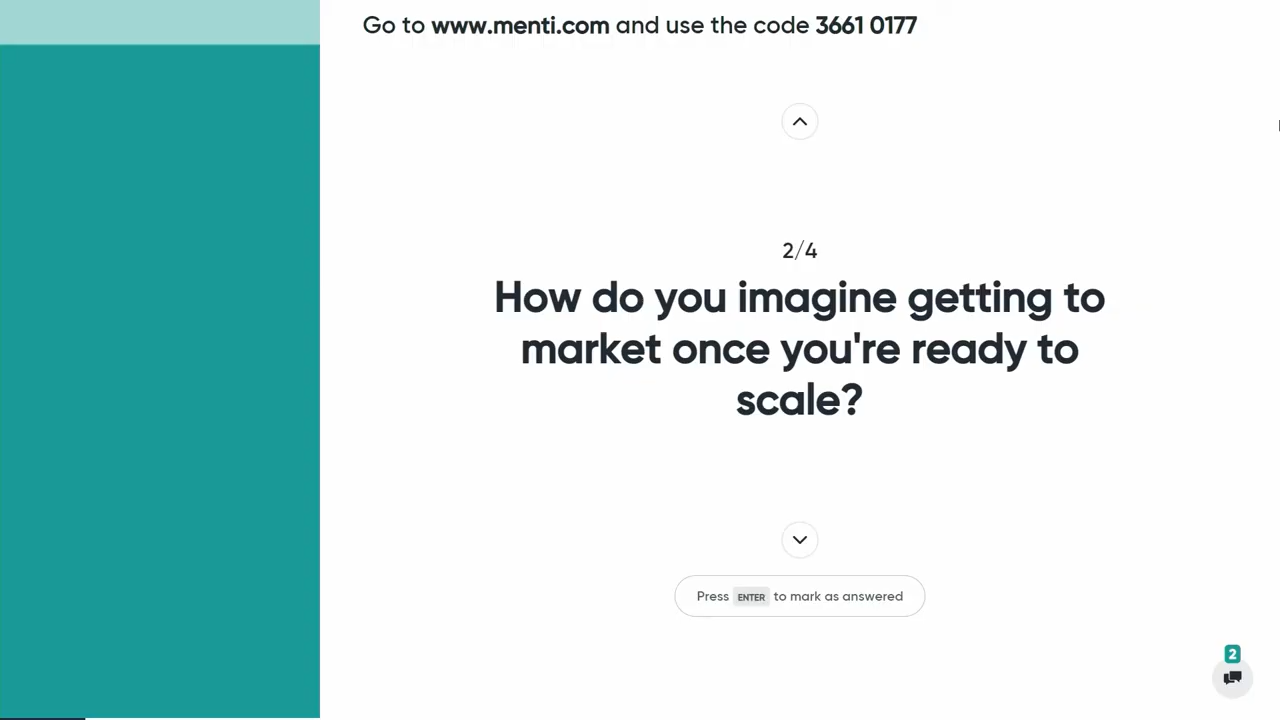 Go to www.menti.com and use the code 3661 0177
2/4
How do you imagine getting to
market once you're ready to
scale?
Press ENTER to mark as answered
2